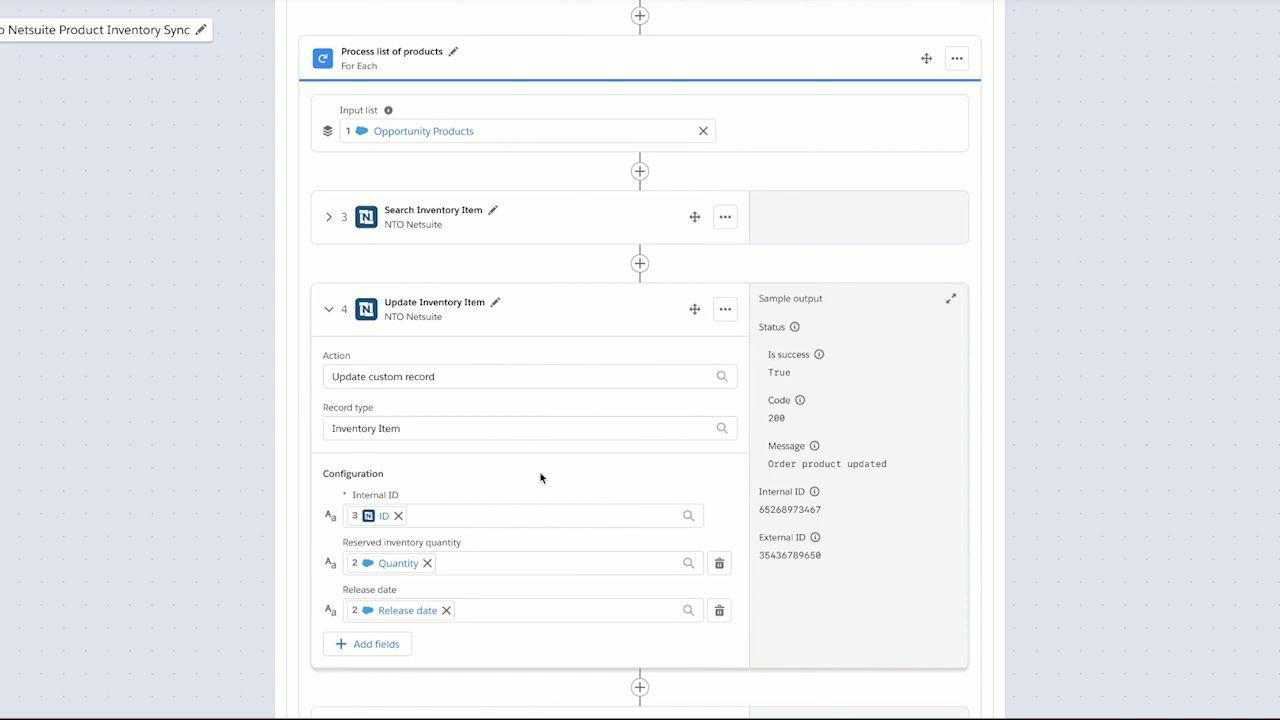 o Netsuite Product Inventory Sync
Process list of products
For Each
Input list
1 Opportunity Products
3 Search Inventory Item
NTO Netsuite
4 Update Inventory Item
NTO Netsuite
Action
Update custom record
Record type
Inventory Item
Configuration
* Internal ID
Aa 3 N ID
Reserved inventory quantity
Aa 2 Quantity
Release date
Aa 2 Release date
+ Add fields
Sample output
Status
Is success
True
Code
200
Message
Order product updated
Internal ID
65268973467
External ID
35436789650